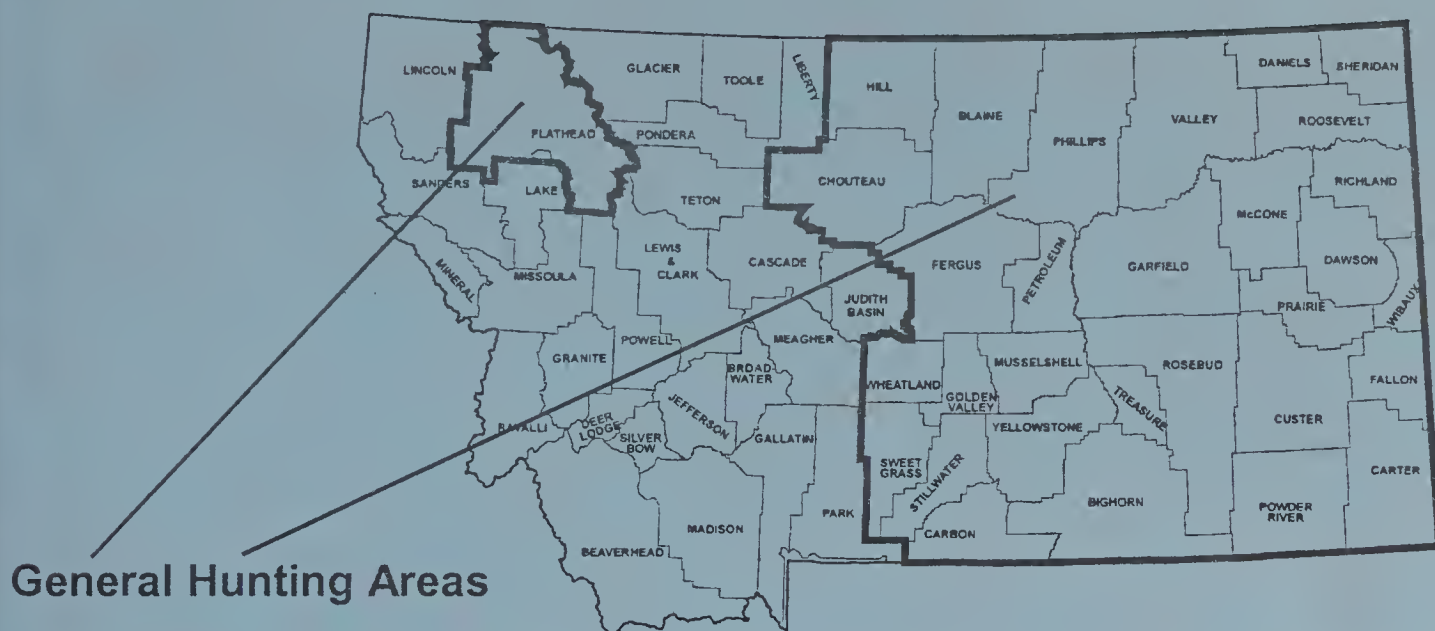 LINCOLN
GLACIER
TOOLE
LIBERTY
HILL
BLAINE
PHILLIPS
VALLEY
DANIELS
SHERIDAN
ROOSEVELT
FLATHEAD
PONDERA
CHOUTEAU
RICHLAND
SANDERS
LAKE
TETON
McCONE
MINERAL
MISSOULA
LEWIS
&
CLARK
CASCADE
JUDITH
BASIN
FERGUS
PETROLEUM
GARFIELD
DAWSON
PRAIRIE
WIBAUX
GRANITE
POWELL
MEAGHER
BROAD
WATER
WHEATLAND
GOLDEN
VALLEY
MUSSELSHELL
ROSEBUD
TREASURE
CUSTER
FALLON
RAVALLI
DEER
LODGE
SILVER
BOW
JEFFERSON
GALLATIN
SWEET
GRASS
STILLWATER
YELLOWSTONE
BIGHORN
POWDER
RIVER
CARTER
BEAVERHEAD
MADISON
PARK
CARBON
General Hunting Areas